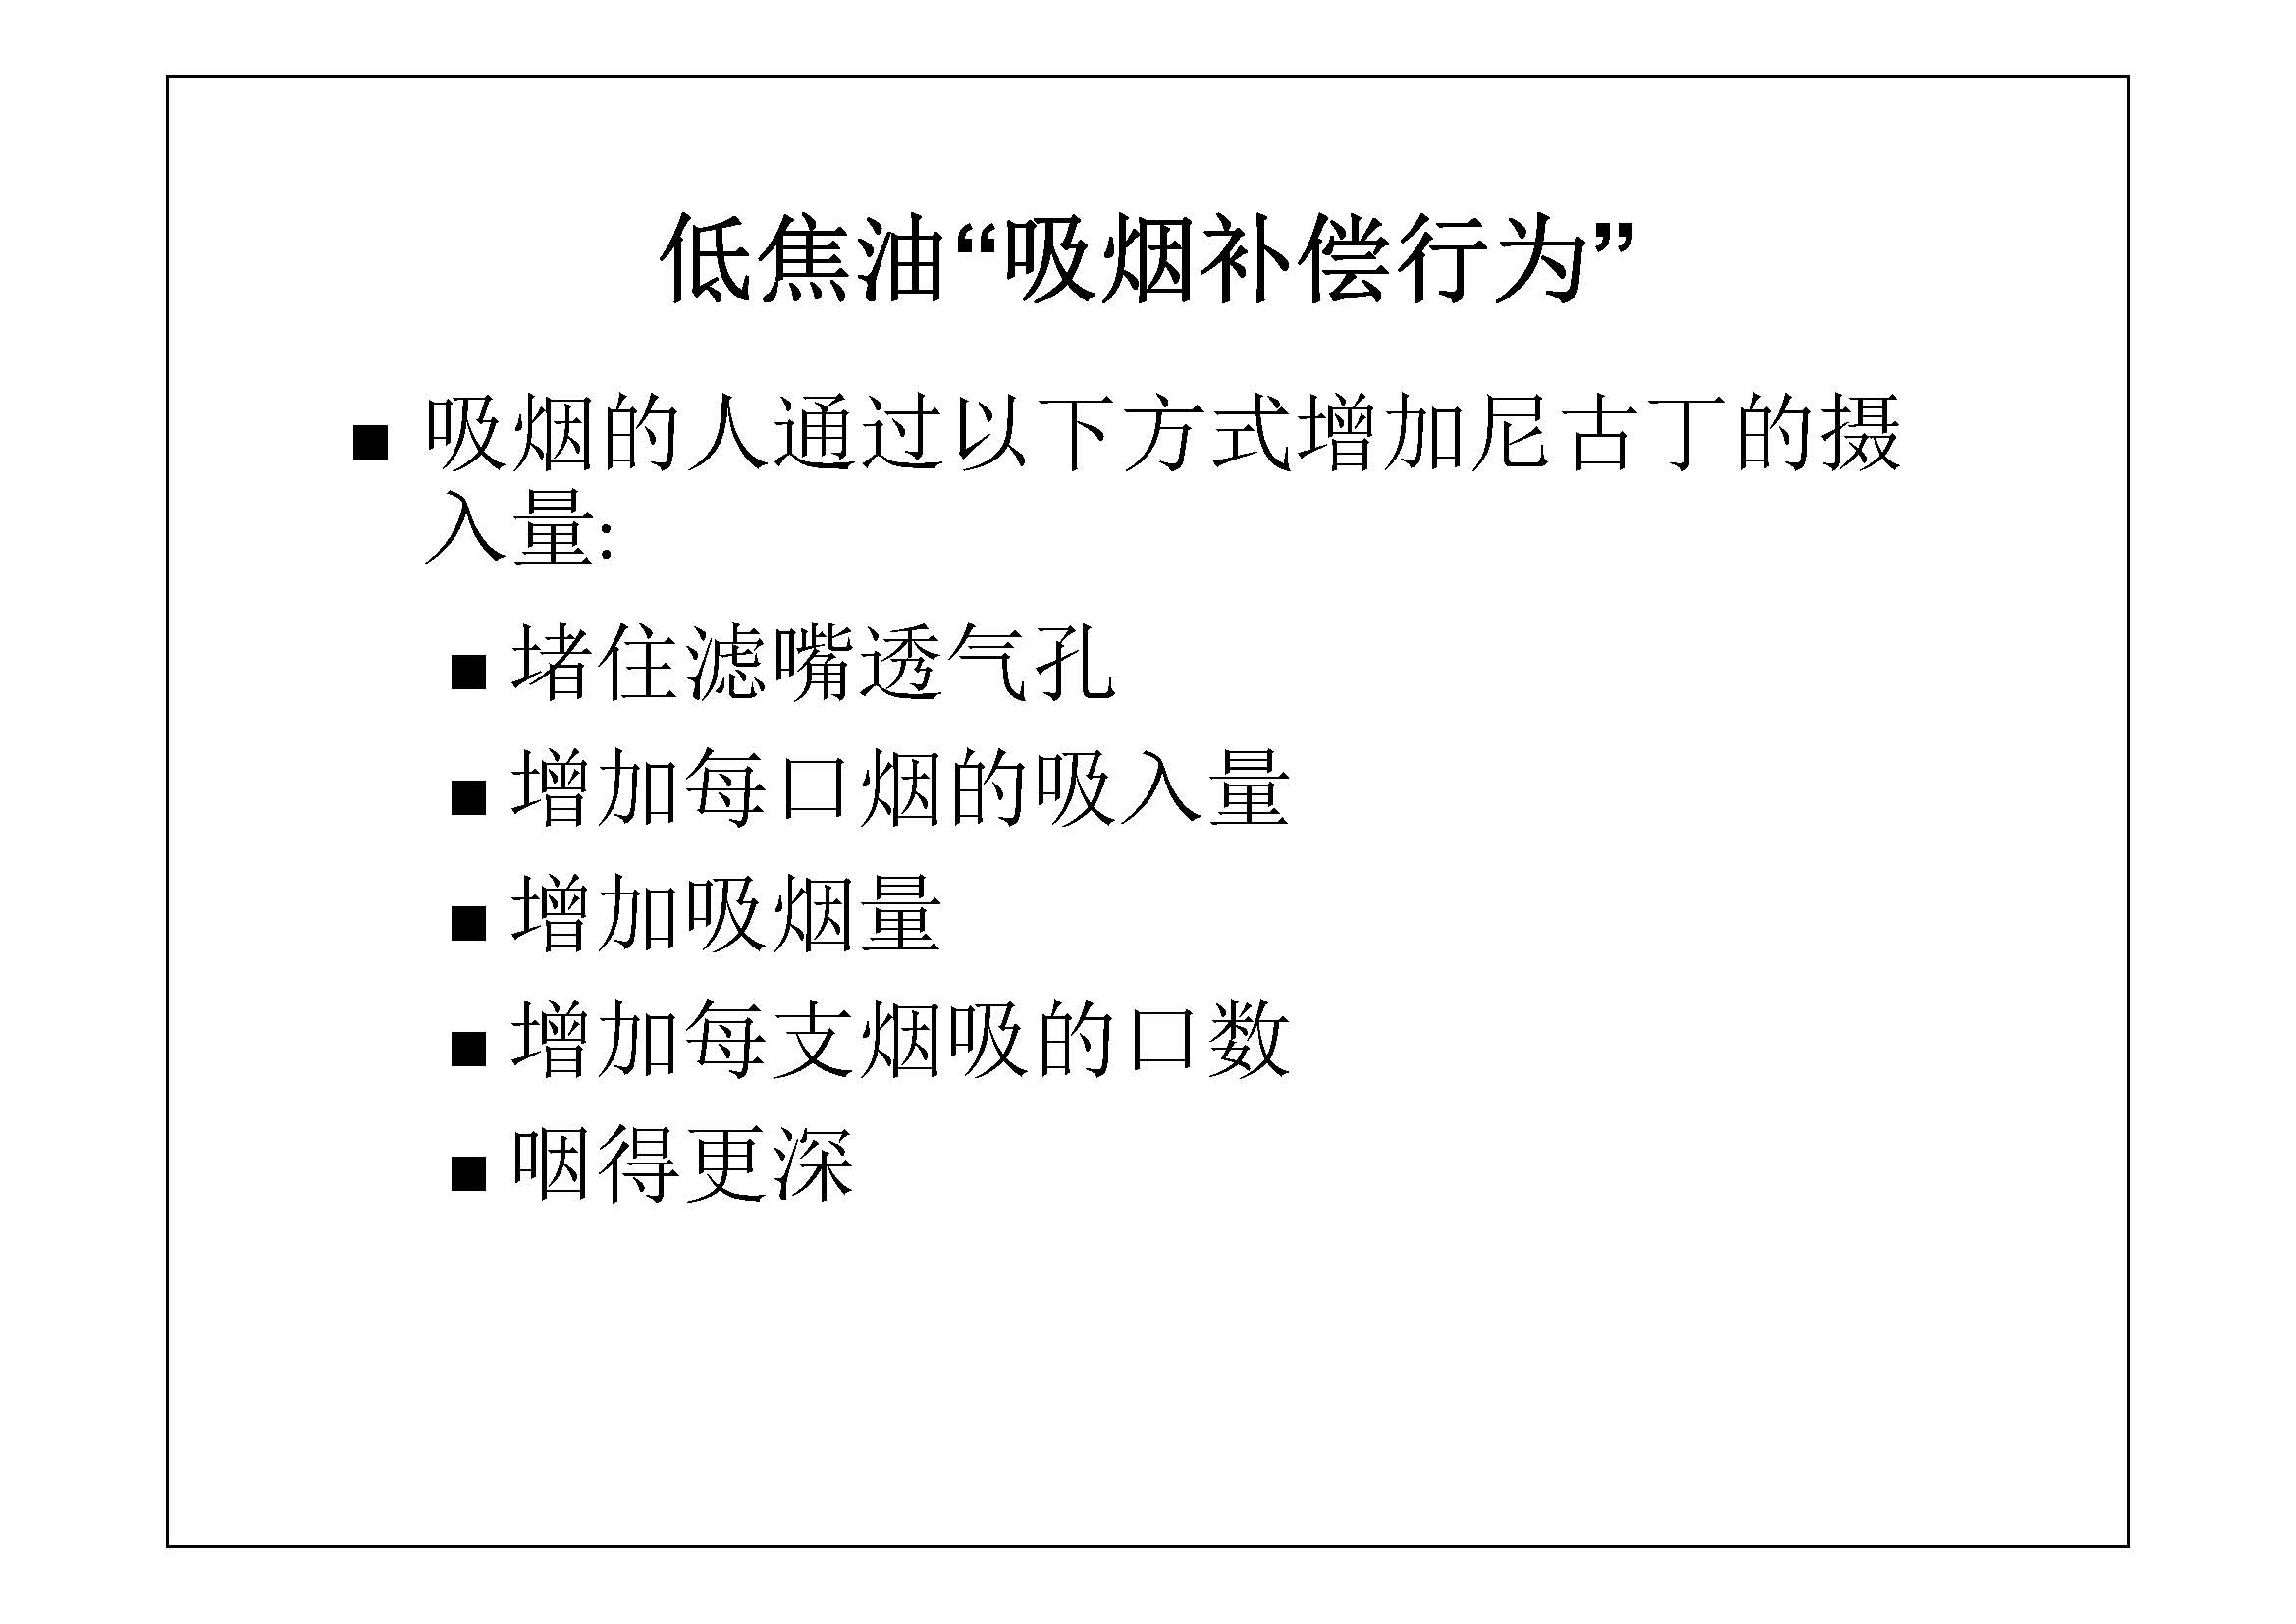 低焦油“吸烟补偿行为”
■ 吸烟的人通过以下方式增加尼古丁的摄
入量:
■ 堵住滤嘴透气孔
■ 增加每口烟的吸入量
■ 增加吸烟量
■ 增加每支烟吸的口数
■ 咽得更深